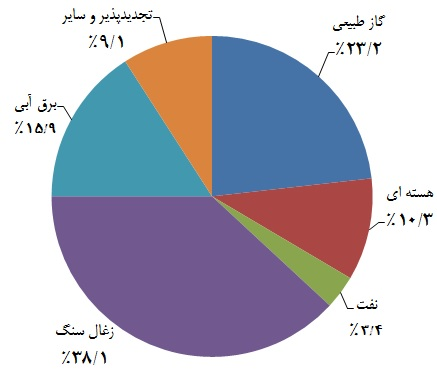 تجدیدپذیر و سایر
٪۹/۱
گاز طبیعی
٪۲۳/۲
برق آبی
٪۱۵/۹
هسته ای
٪۱۰/۳
نفت
٪۳/۴
زغال سنگ
٪۳۸/۱